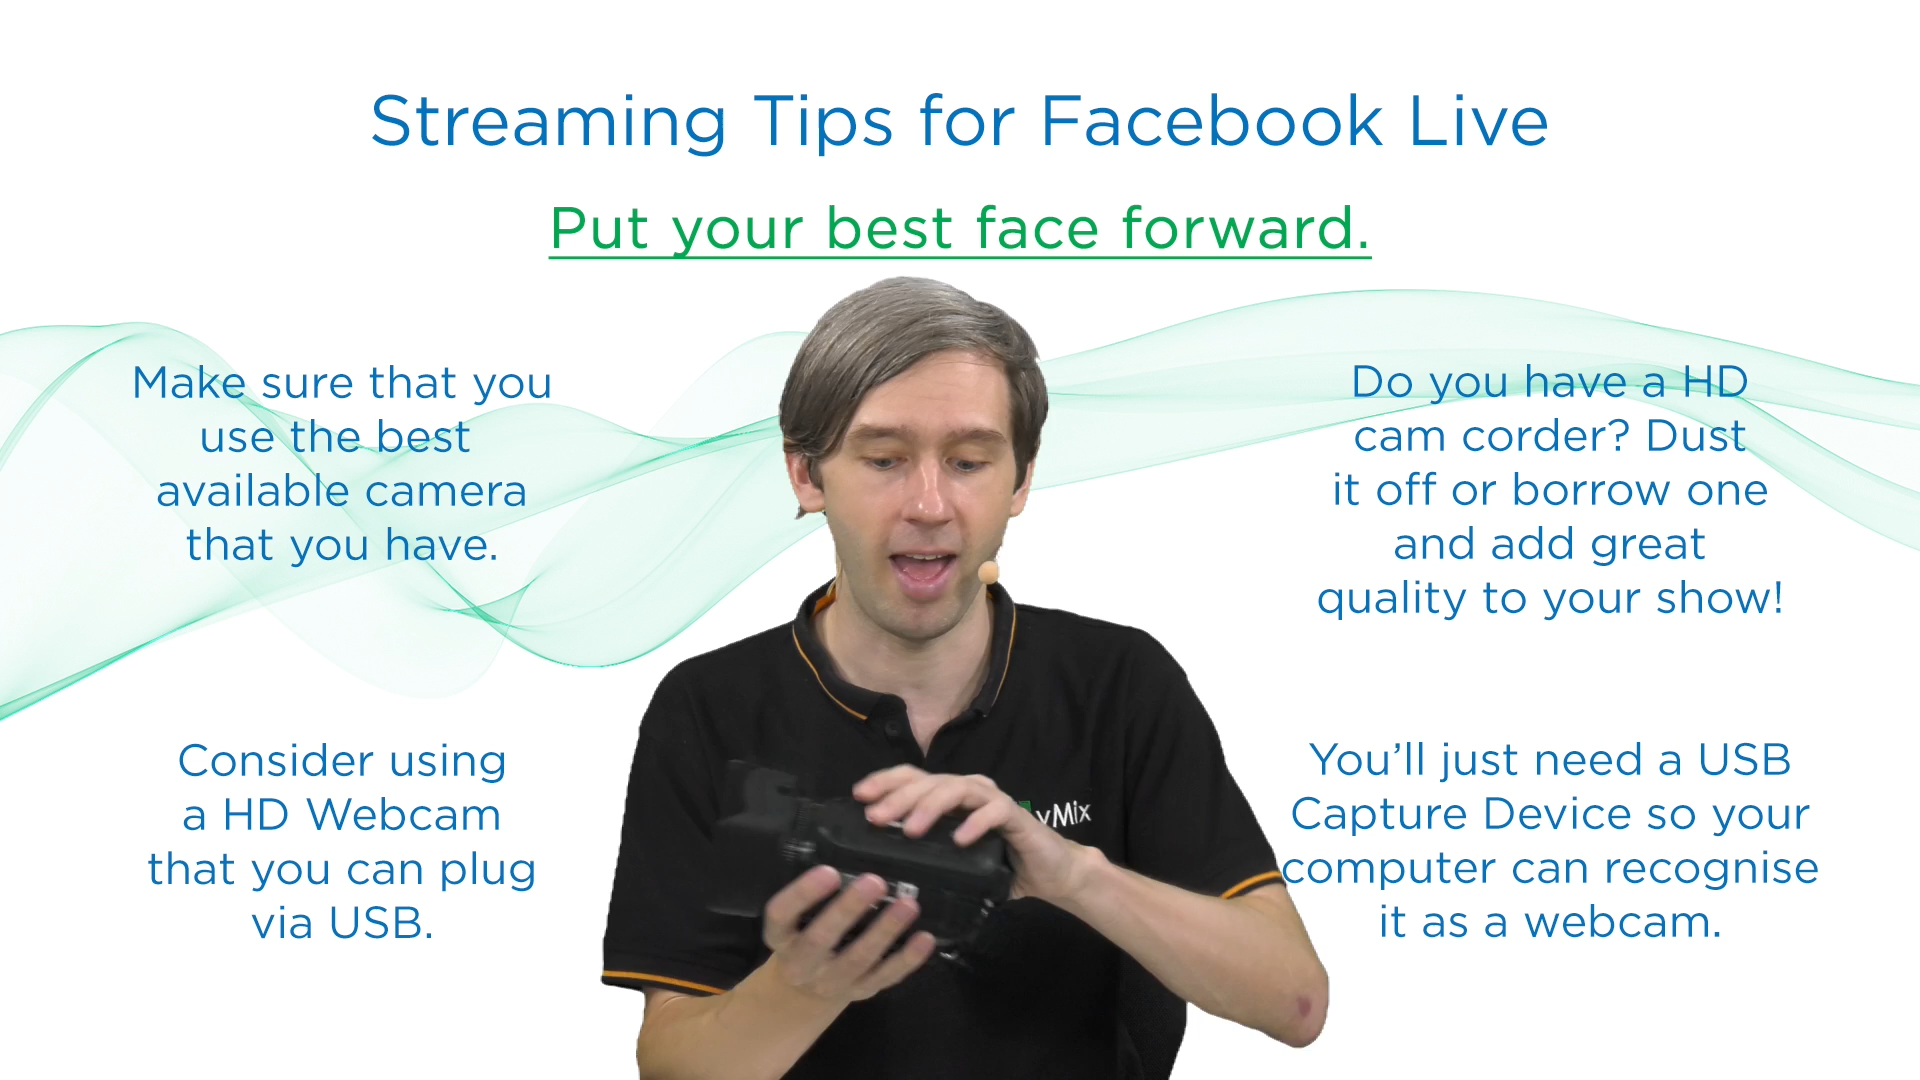 Streaming Tips for Facebook Live
Put your best face forward.
Make sure that you
use the best
available camera
that you have.
Do you have a HD
cam corder? Dust
it off or borrow one
and add great
quality to your show!
Consider using
a HD Webcam
that you can plug
via USB.
You’ll just need a USB
Capture Device so your
computer can recognise
it as a webcam.
vMix